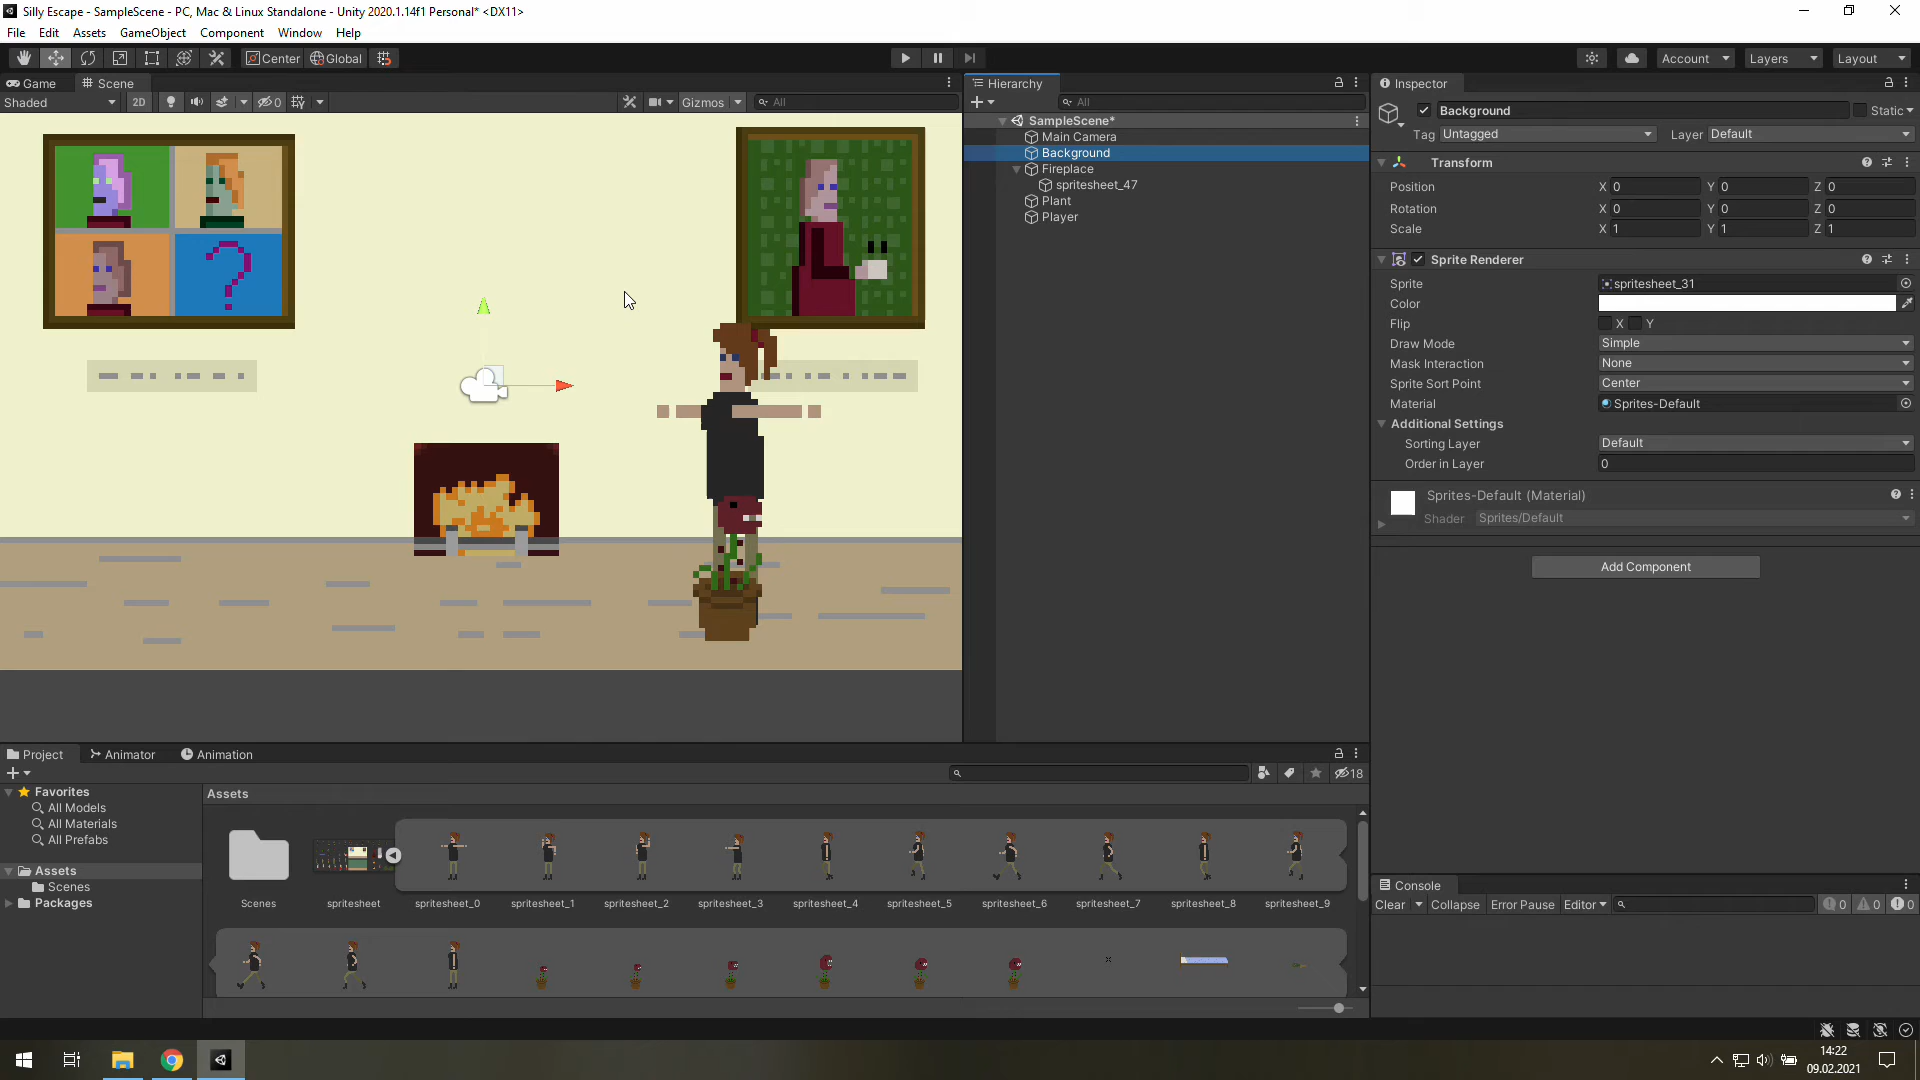 Silly Escape - SampleScene - PC, Mac & Linux Standalone - Unity 2020.1.14f1 Personal* <DX11>
File Edit Assets GameObject Component Window Help
Center Global
Account Layers Layout
Game Scene
Shaded 2D 0 Gizmos All
Hierarchy
All
SampleScene*
Main Camera
Background
Fireplace
spritesheet_47
Plant
Player
Inspector
Background Static
Tag Untagged Layer Default
Transform
Position X 0 Y 0 Z 0
Rotation X 0 Y 0 Z 0
Scale X 1 Y 1 Z 1
Sprite Renderer
Sprite spritesheet_31
Color
Flip X Y
Draw Mode Simple
Mask Interaction None
Sprite Sort Point Center
Material Sprites-Default
Additional Settings
Sorting Layer Default
Order in Layer 0
Sprites-Default (Material)
Shader Sprites/Default
Add Component
Project Animator Animation
18
Favorites
All Models
All Materials
All Prefabs
Assets
Scenes
Packages
Assets
Scenes spritesheet spritesheet_0 spritesheet_1 spritesheet_2 spritesheet_3 spritesheet_4 spritesheet_5 spritesheet_6 spritesheet_7 spritesheet_8 spritesheet_9
Console
Clear Collapse Error Pause Editor 0 0 0
14:22
09.02.2021